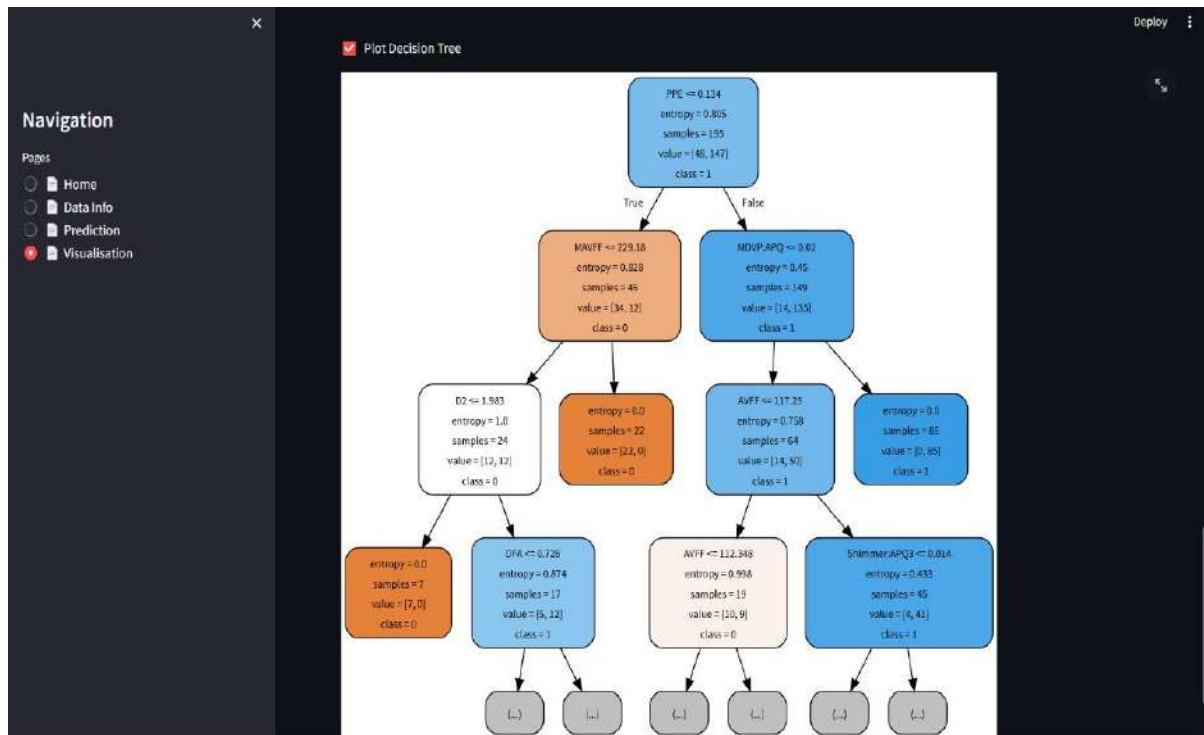 Deploy
Plot Decision Tree
Navigation
Pages
Home
Data Info
Prediction
Visualisation
PPE <= 0.134
entropy = 0.805
samples = 195
value = [48, 147]
class = 1
True
False
MAVFF <= 229.18
entropy = 0.828
samples = 46
value = [34, 12]
class = 0
MDVP:APQ <= 0.02
entropy = 0.45
samples = 149
value = [14, 135]
class = 1
D2 <= 1.983
entropy = 1.0
samples = 24
value = [12, 12]
class = 0
entropy = 0.0
samples = 22
value = [22, 0]
class = 0
AVFF <= 117.25
entropy = 0.758
samples = 64
value = [14, 50]
class = 1
entropy = 0.0
samples = 85
value = [0, 85]
class = 1
entropy = 0.0
samples = 7
value = [7, 0]
class = 0
DFA <= 0.728
entropy = 0.874
samples = 17
value = [5, 12]
class = 1
AVFF <= 112.348
entropy = 0.998
samples = 19
value = [10, 9]
class = 0
Shimmer:APQ3 <= 0.014
entropy = 0.433
samples = 45
value = [4, 41]
class = 1
(...)
(...)
(...)
(...)
(...)
(...)